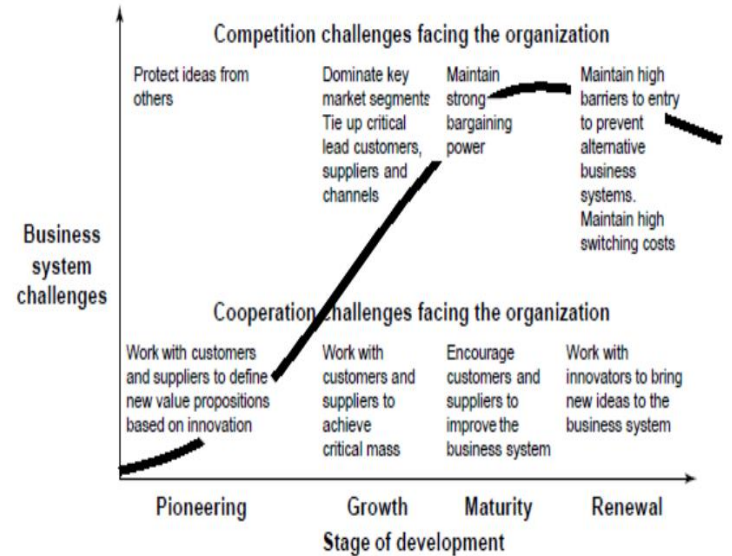 Competition challenges facing the organization
Protect ideas from
others
Dominate key
market segments
Tie up critical
lead customers,
suppliers and
channels
Maintain
strong
bargaining
power
Maintain high
barriers to entry
to prevent
alternative
business
systems.
Maintain high
switching costs
Business
system
challenges
Cooperation challenges facing the organization
Work with customers
and suppliers to define
new value propositions
based on innovation
Work with
customers and
suppliers to
achieve
critical mass
Encourage
customers and
suppliers to
improve the
business system
Work with
innovators to bring
new ideas to the
business system
Pioneering
Growth
Maturity
Renewal
Stage of development